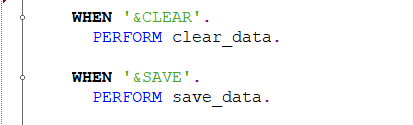 WHEN '&CLEAR'.
PERFORM clear_data.
WHEN '&SAVE'.
PERFORM save_data.